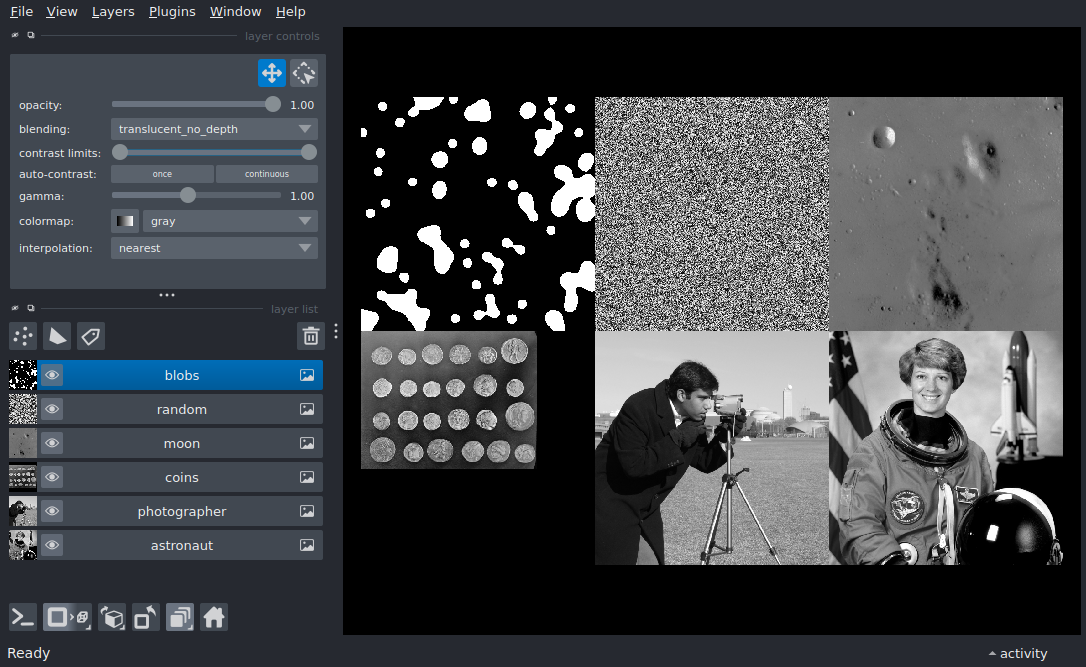 File View Layers Plugins Window Help
layer controls
opacity: 1.00
blending: translucent_no_depth
contrast limits:
auto-contrast: once continuous
gamma: 1.00
colormap: gray
interpolation: nearest
layer list
blobs
random
moon
coins
photographer
astronaut
Ready
activity